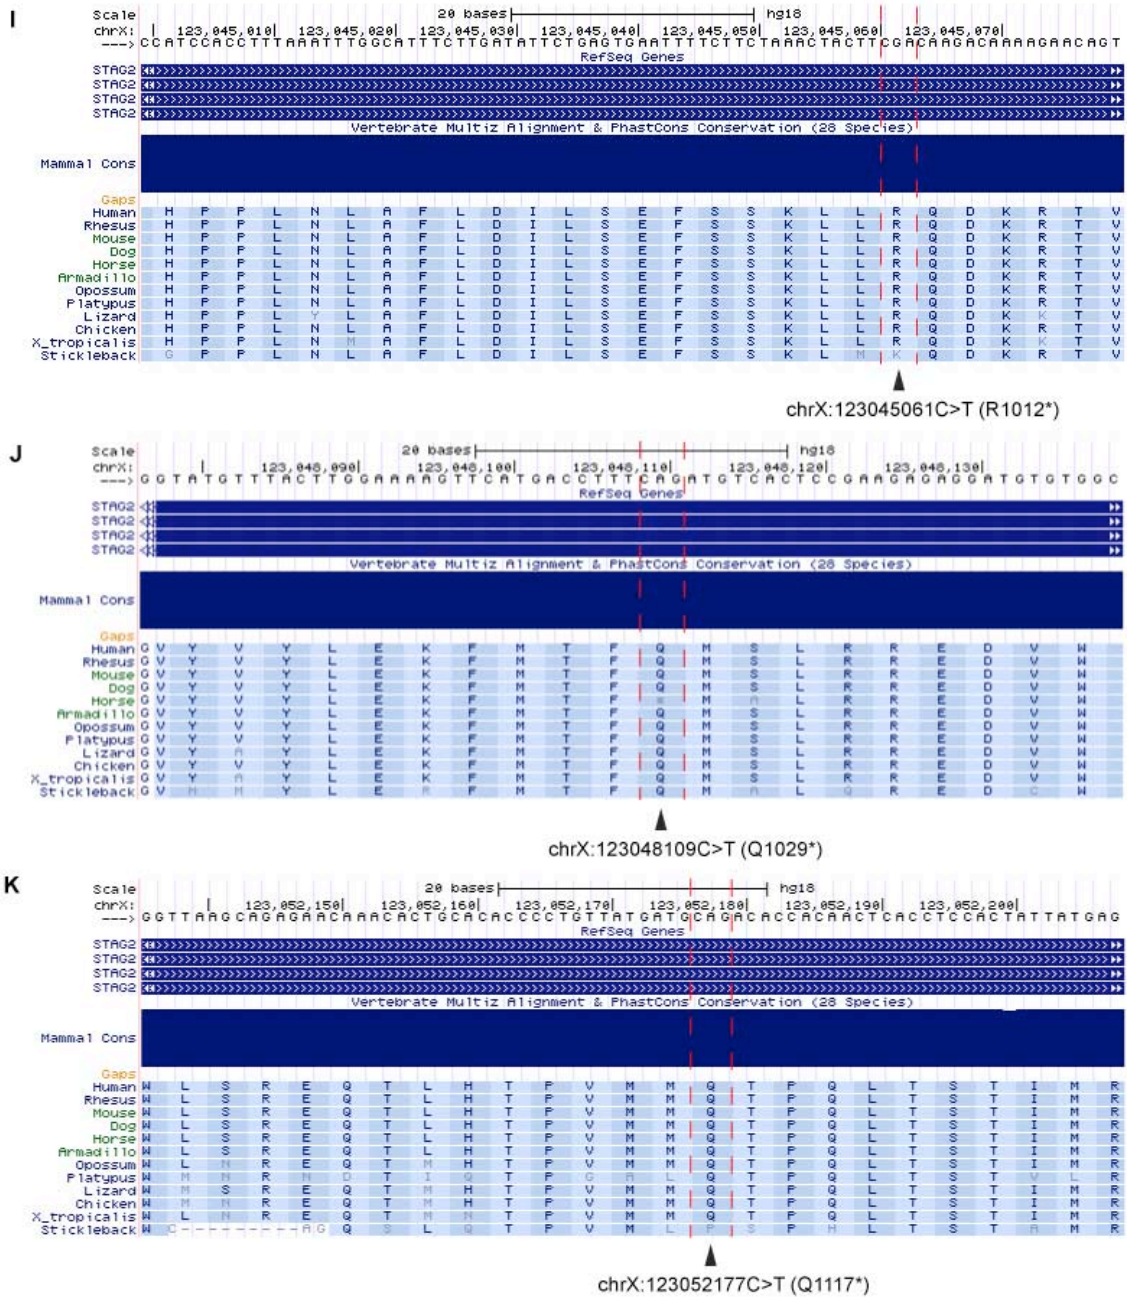 I
Scale 20 bases hg18
chrX: 123,045,010 123,045,020 123,045,030 123,045,040 123,045,050 123,045,060 123,045,070
---> C C A T C C A C C T T T A A A T T T G G C A T T T C T T G A T A T T C T G A G T G A A T T T T C T T C T A A A C T A C T T C G A C A A G A C A A A A G A A C A G T
RefSeq Genes
STAG2
STAG2
STAG2
STAG2
Vertebrate Multiz Alignment & PhastCons Conservation (28 Species)
Mammal Cons
Gaps
Human H P P L N L A F L D I L S E F S S K L L R Q D K R T V
Rhesus H P P L N L A F L D I L S E F S S K L L R Q D K R T V
Mouse H P P L N L A F L D I L S E F S S K L L R Q D K R T V
Dog H P P L N L A F L D I L S E F S S K L L R Q D K R T V
Horse H P P L N L A F L D I L S E F S S K L L R Q D K R T V
Armadillo H P P L N L A F L D I L S E F S S K L L R Q D K R T V
Opossum H P P L N L A F L D I L S E F S S K L L R Q D K R T V
Platypus H P P L N L A F L D I L S E F S S K L L R Q D K R T V
Lizard H P P L Y L A F L D I L S E F S S K L L R Q D K K T V
Chicken H P P L N L A F L D I L S E F S S K L L R Q D K R T V
X_tropicalis H P P L N M A F L D I L S E F S S K L L R Q D K K T V
Stickleback G P P L N L A F L D I L S E F S S K L M K Q D K R T V
chrX:123045061C>T (R1012*)
J
Scale 20 bases hg18
chrX: 123,048,090 123,048,100 123,048,110 123,048,120 123,048,130
---> G G T A T G T T T A C T T G G A A A A G T T C A T G A C C T T T C A G A T G T C A C T C C G A A G A G A G G A T G T G T G G C
RefSeq Genes
STAG2
STAG2
STAG2
STAG2
Vertebrate Multiz Alignment & PhastCons Conservation (28 Species)
Mammal Cons
Gaps
Human G V Y V Y L E K F M T F Q M S L R R E D V W
Rhesus G V Y V Y L E K F M T F Q M S L R R E D V W
Mouse G V Y V Y L E K F M T F Q M S L R R E D V W
Dog G V Y V Y L E K F M T F Q M S L R R E D V W
Horse G V Y V Y L E K F M T F M A L R R E D V W
Armadillo G V Y V Y L E K F M T F Q M S L R R E D V W
Opossum G V Y V Y L E K F M T F Q M S L R R E D V W
Platypus G V Y V Y L E K F M T F Q M S L R R E D V W
Lizard G V Y A Y L E K F M T F Q M S L R R E D V W
Chicken G V Y V Y L E K F M T F Q M S L R R E D V W
X_tropicalis G V Y A Y L E K F M T F Q M S L R R E D V W
Stickleback G V M Y L E R F M T F Q M A L Q R E D C W
chrX:123048109C>T (Q1029*)
K
Scale 20 bases hg18
chrX: 123,052,150 123,052,160 123,052,170 123,052,180 123,052,190 123,052,200
---> G G T T A A G C A G A G A A C A A A C A C T G C A C A C C C C T G T T A T G A T G C A G A C A C C A C A A C T C A C C T C C A C T A T T A T G A G
RefSeq Genes
STAG2
STAG2
STAG2
STAG2
Vertebrate Multiz Alignment & PhastCons Conservation (28 Species)
Mammal Cons
Gaps
Human W L S R E Q T L H T P V M M Q T P Q L T S T I M R
Rhesus W L S R E Q T L H T P V M M Q T P Q L T S T I M R
Mouse W L S R E Q T L H T P V M M Q T P Q L T S T I M R
Dog W L S R E Q T L H T P V M M Q T P Q L T S T I M R
Horse W L S R E Q T L H T P V M M Q T P Q L T S T I M R
Armadillo W L S R E Q T L H T P V M M Q T P Q L T S T I M R
Opossum W L N R E Q T M H T P V M M Q T P Q L T S T I M R
Platypus W M N R N D T I Q T P G A L Q T P Q L T S T V L R
Lizard W M S R E Q T M H T P V M M Q T P Q L T S T I M R
Chicken W M N R E Q T M H T P V M M Q T P Q L T S T I M R
X_tropicalis W L N R E Q T M N T P V M M Q T P Q L T S T I M R
Stickleback W C - - - - - - - - A G Q S L Q T P V M L P S P H L T S T A M R
chrX:123052177C>T (Q1117*)